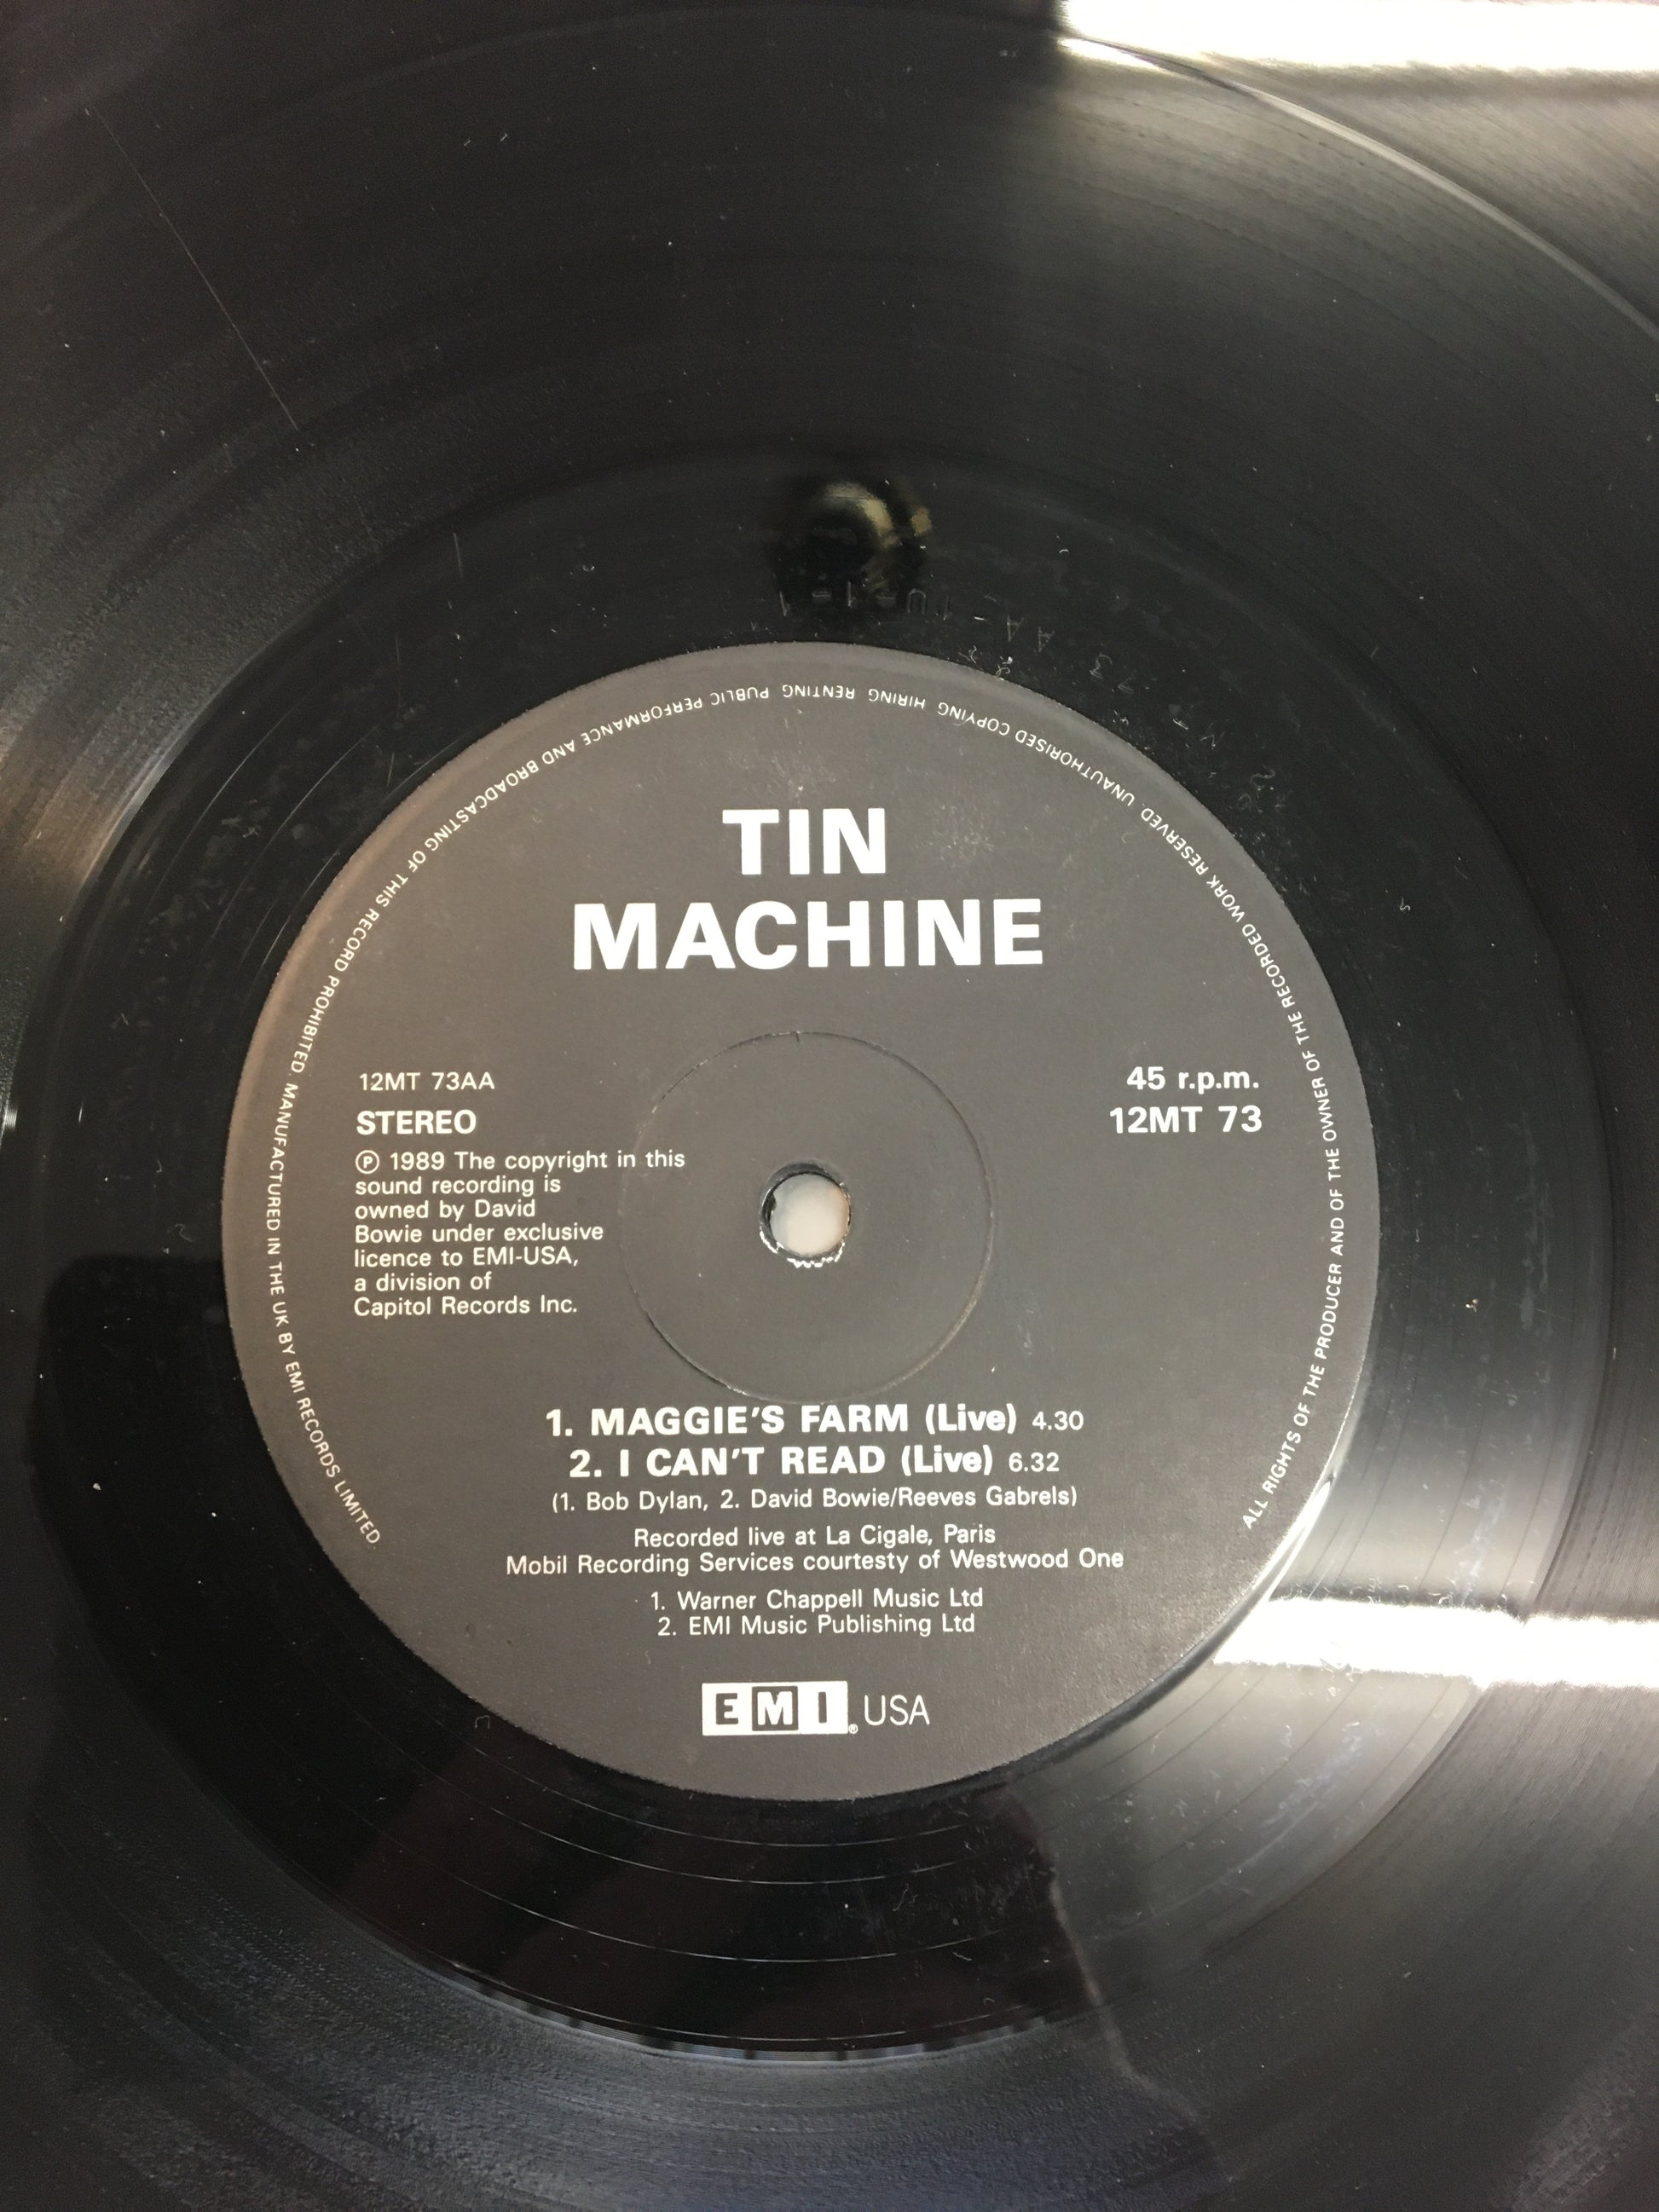 TIN
MACHINE
12MT 73AA
STEREO
Ⓟ 1989 The copyright in this
sound recording is
owned by David
Bowie under exclusive
licence to EMI-USA,
a division of
Capitol Records Inc.
45 r.p.m.
12MT 73
1. MAGGIE'S FARM (Live) 4.30
2. I CAN'T READ (Live) 6.32
(1. Bob Dylan, 2. David Bowie/Reeves Gabrels)
Recorded live at La Cigale, Paris
Mobil Recording Services courtesty of Westwood One
1. Warner Chappell Music Ltd
2. EMI Music Publishing Ltd
EMI® USA
ALL RIGHTS OF THE PRODUCER AND OF THE OWNER OF THE RECORDED WORK RESERVED. UNAUTHORISED COPYING HIRING RENTING PUBLIC PERFORMANCE AND BROADCASTING OF THIS RECORD PROHIBITED. MANUFACTURED IN THE UK BY EMI RECORDS LIMITED.